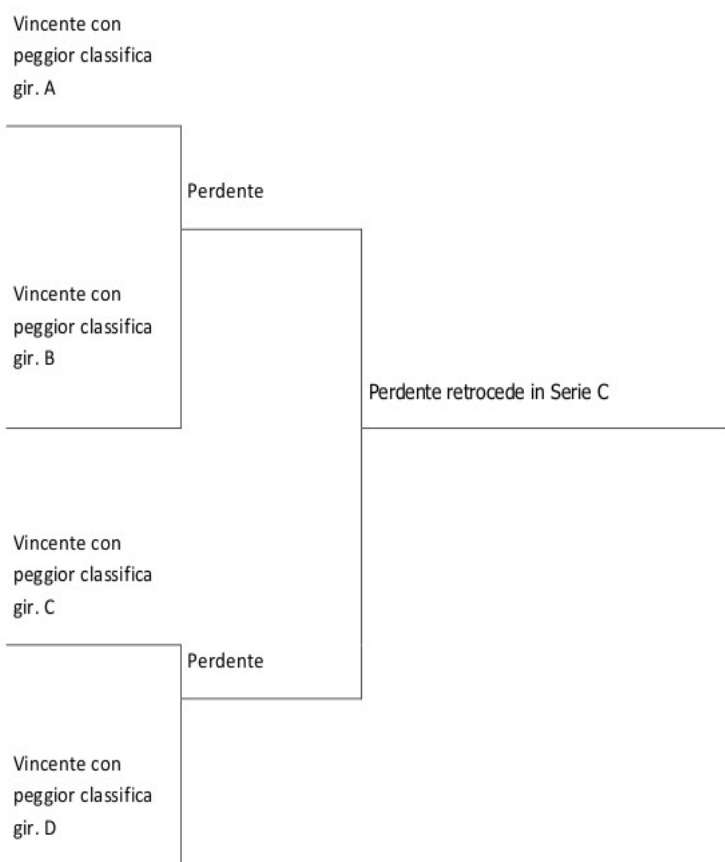 Vincente con
peggior classifica
gir. A
Perdente
Vincente con
peggior classifica
gir. B
Perdente retrocede in Serie C
Vincente con
peggior classifica
gir. C
Perdente
Vincente con
peggior classifica
gir. D